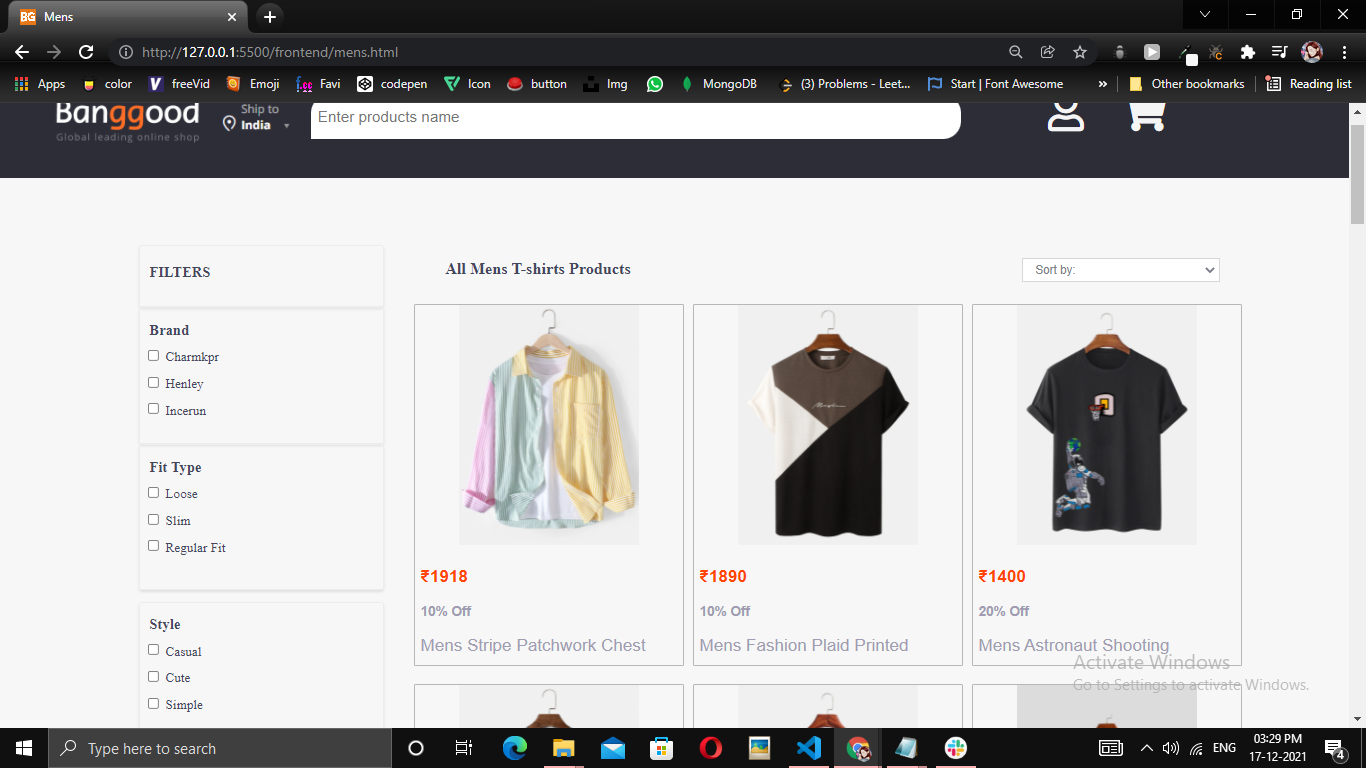 BG Mens
http://127.0.0.1:5500/frontend/mens.html
Apps color freeVid Emoji Favi codepen Icon button Img MongoDB (3) Problems - Leet... Start | Font Awesome » Other bookmarks Reading list
Banggood
Global leading online shop
Ship to
India
Enter products name
FILTERS
All Mens T-shirts Products
Sort by:
Brand
Charmkpr
Henley
Incerun
Fit Type
Loose
Slim
Regular Fit
Style
Casual
Cute
Simple
₹1918
10% Off
Mens Stripe Patchwork Chest
₹1890
10% Off
Mens Fashion Plaid Printed
₹1400
20% Off
Mens Astronaut Shooting
Activate Windows
Go to Settings to activate Windows.
Type here to search
ENG
03:29 PM
17-12-2021
4